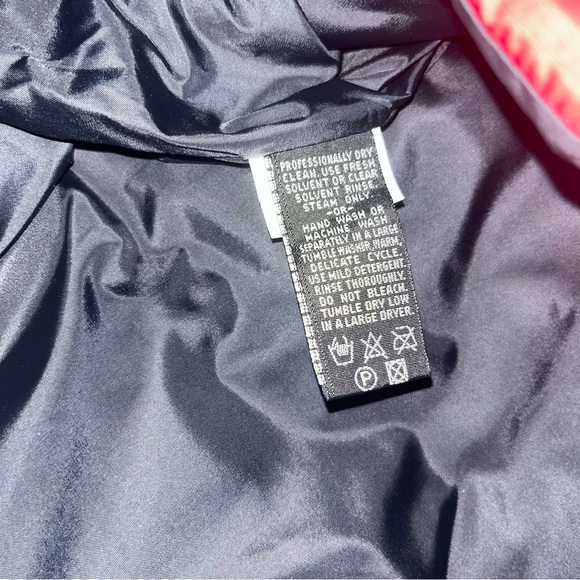 PROFESSIONALLY DRY
CLEAN. USE FRESH
SOLVENT OR CLEAR
SOLVENT RINSE.
STEAM ONLY
-OR-
HAND WASH OR
MACHINE WASH
SEPARATELY IN A LARGE
TUMBLE WASHER, WARM,
DELICATE CYCLE.
USE MILD DETERGENT.
RINSE THOROUGHLY.
DO NOT BLEACH.
TUMBLE DRY LOW
IN A LARGE DRYER.
P